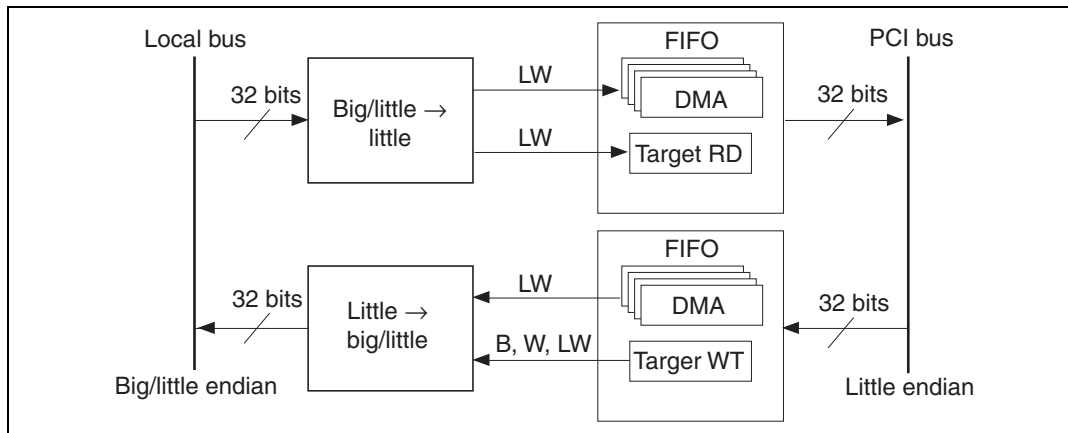 Local bus
FIFO
PCI bus
32 bits
Big/little →
little
LW
LW
DMA
Target RD
32 bits
FIFO
32 bits
Little →
big/little
LW
B, W, LW
DMA
Targer WT
32 bits
Big/little endian
Little endian